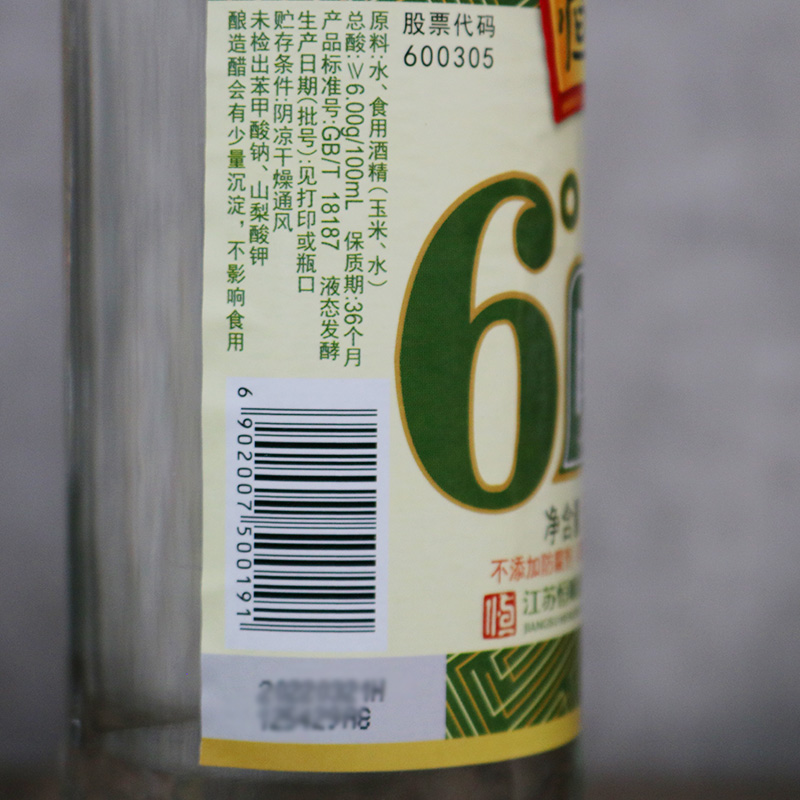 股票代码
600305
原料:水、食用酒精(玉米、水)
总酸:≥6.00g/100mL 保质期:36个月
产品标准号:GB/T 18187 液态发酵
生产日期(批号):见打印或瓶口
贮存条件:阴凉干燥通风
未检出苯甲酸钠、山梨酸钾
酿造醋会有少量沉淀,不影响食用
6°
净含
不添加防腐剂
恒
江苏恒
6 902007 500191